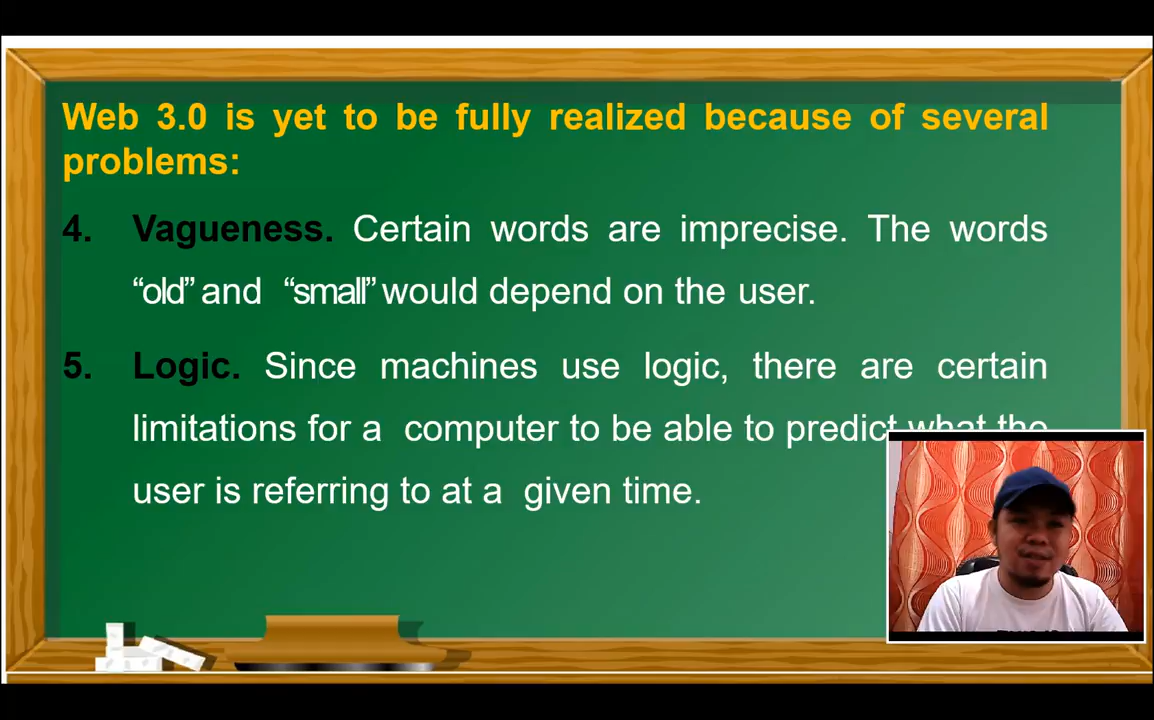 Web 3.0 is yet to be fully realized because of several
problems:
4. Vagueness. Certain words are imprecise. The words
“old” and “small” would depend on the user.
5. Logic. Since machines use logic, there are certain
limitations for a computer to be able to predict what the
user is referring to at a given time.